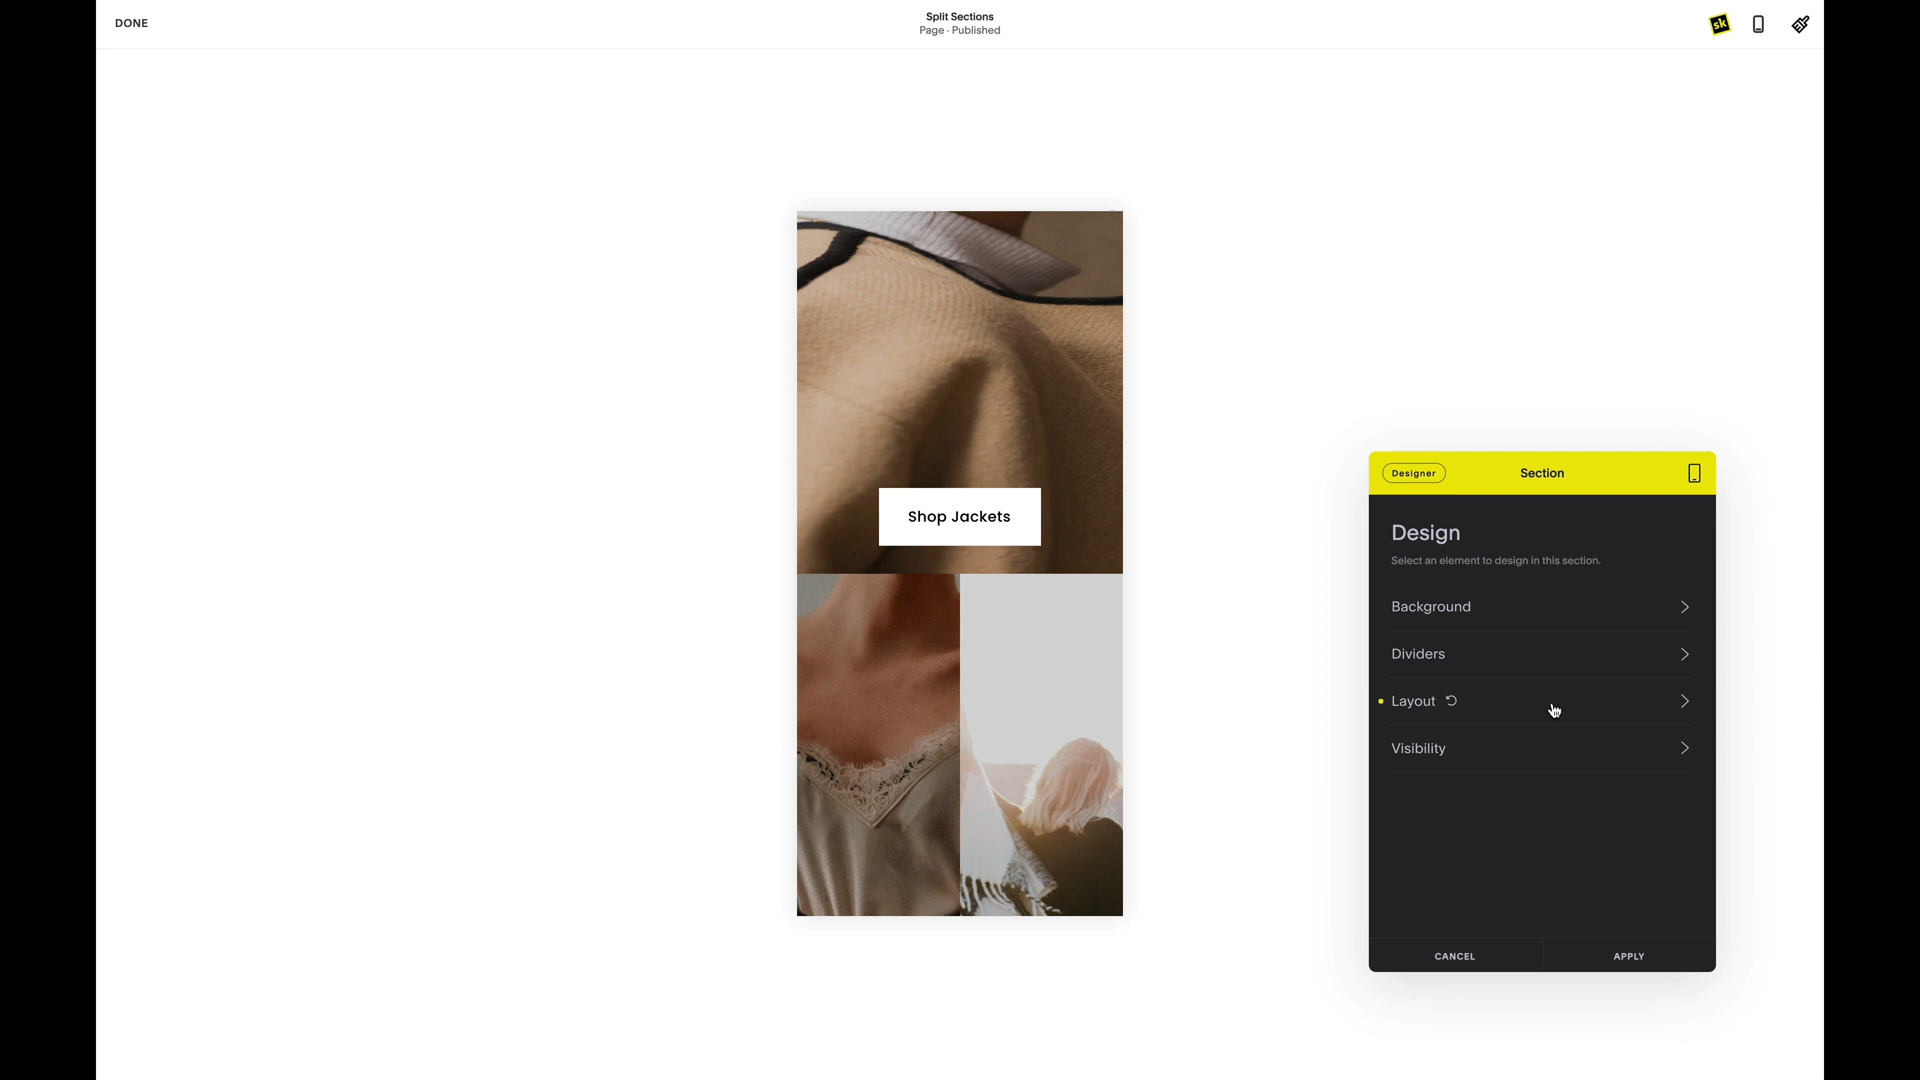 DONE
Split Sections
Page · Published
sk
Shop Jackets
Designer
Section
Design
Select an element to design in this section.
Background
Dividers
Layout
Visibility
CANCEL
APPLY